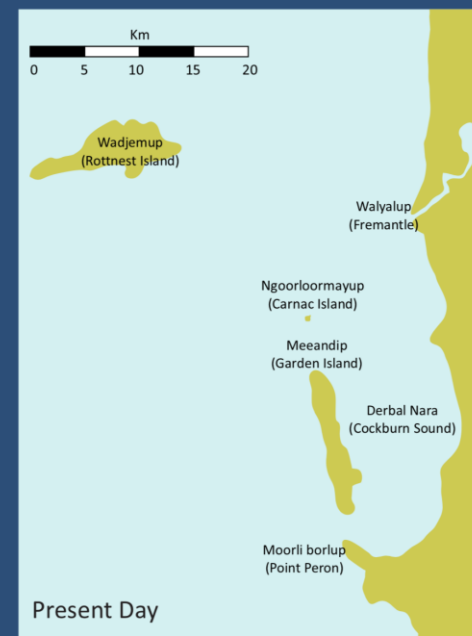 Km
0 5 10 15 20
Wadjemup
(Rottnest Island)
Walyalup
(Fremantle)
Ngoorloormayup
(Carnac Island)
Meeandip
(Garden Island)
Derbal Nara
(Cockburn Sound)
Moorli borlup
(Point Peron)
Present Day